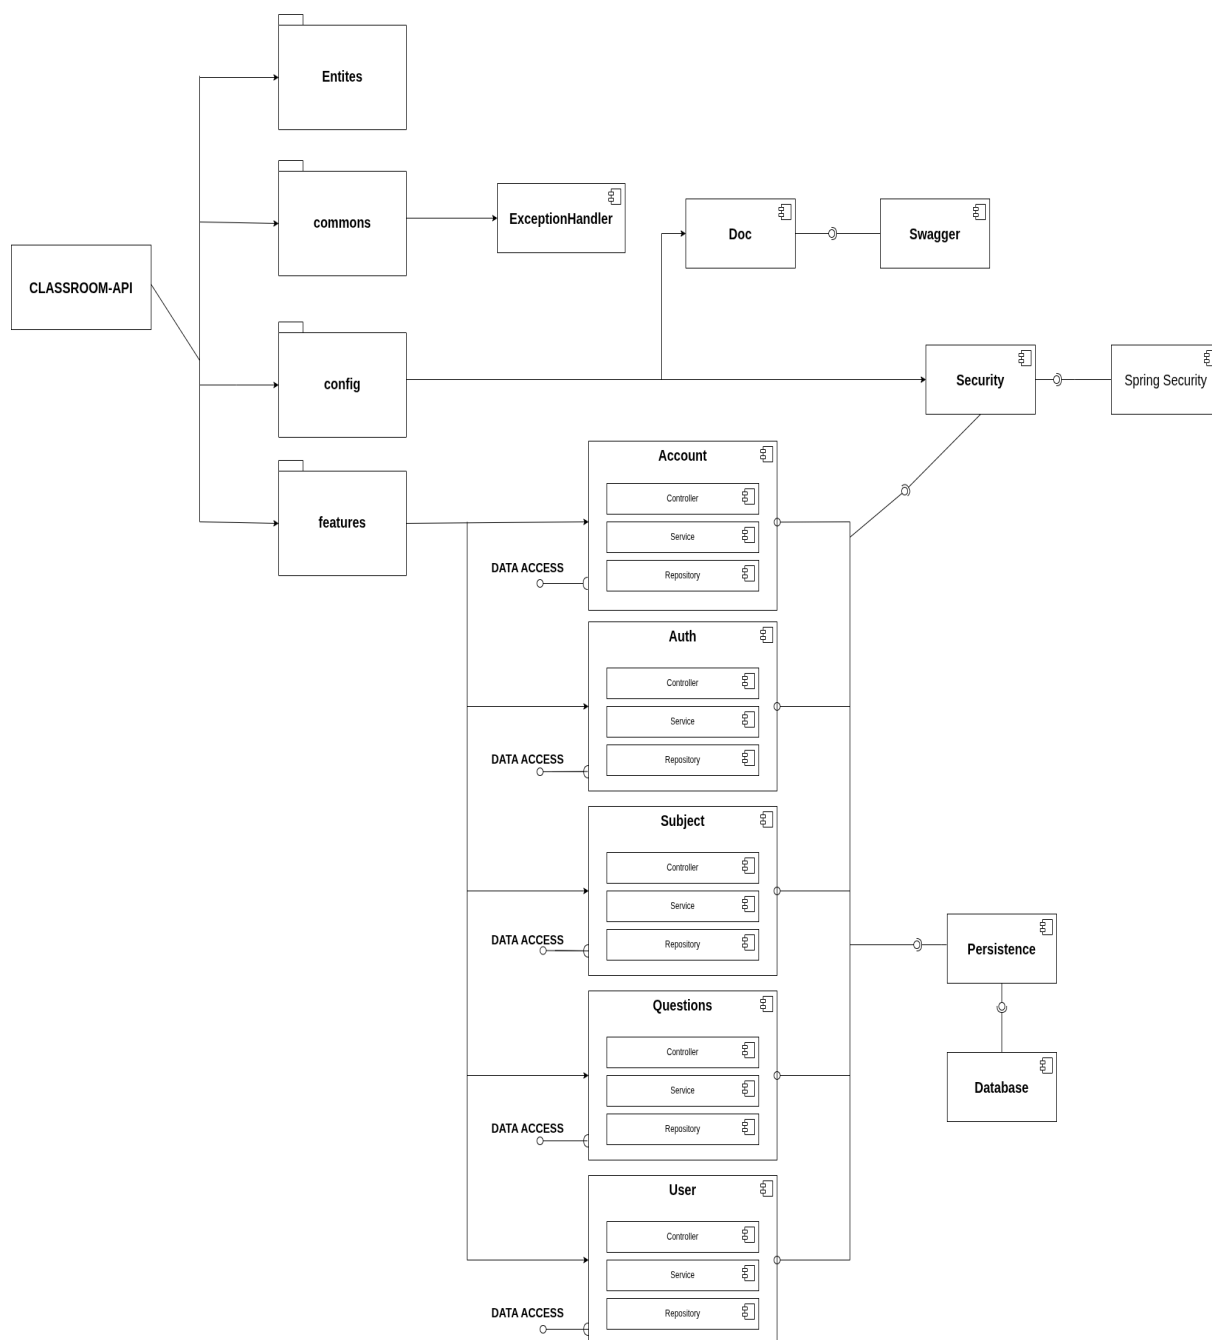 Entites
commons
ExceptionHandler
Doc
Swagger
CLASSROOM-API
config
Security
Spring Security
features
Account
Controller
Service
Repository
DATA ACCESS
Auth
Controller
Service
Repository
DATA ACCESS
Subject
Controller
Service
Repository
DATA ACCESS
Persistence
Questions
Controller
Service
Repository
DATA ACCESS
Database
User
Controller
Service
Repository
DATA ACCESS